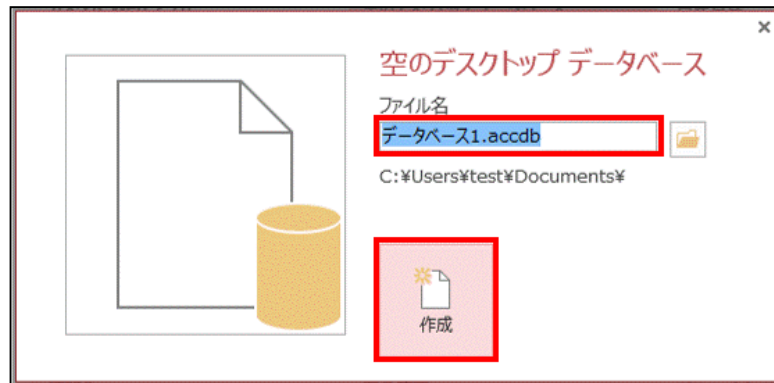 ×
空のデスクトップ データベース
ファイル名
データベース1.accdb
C:¥Users¥test¥Documents¥
作成